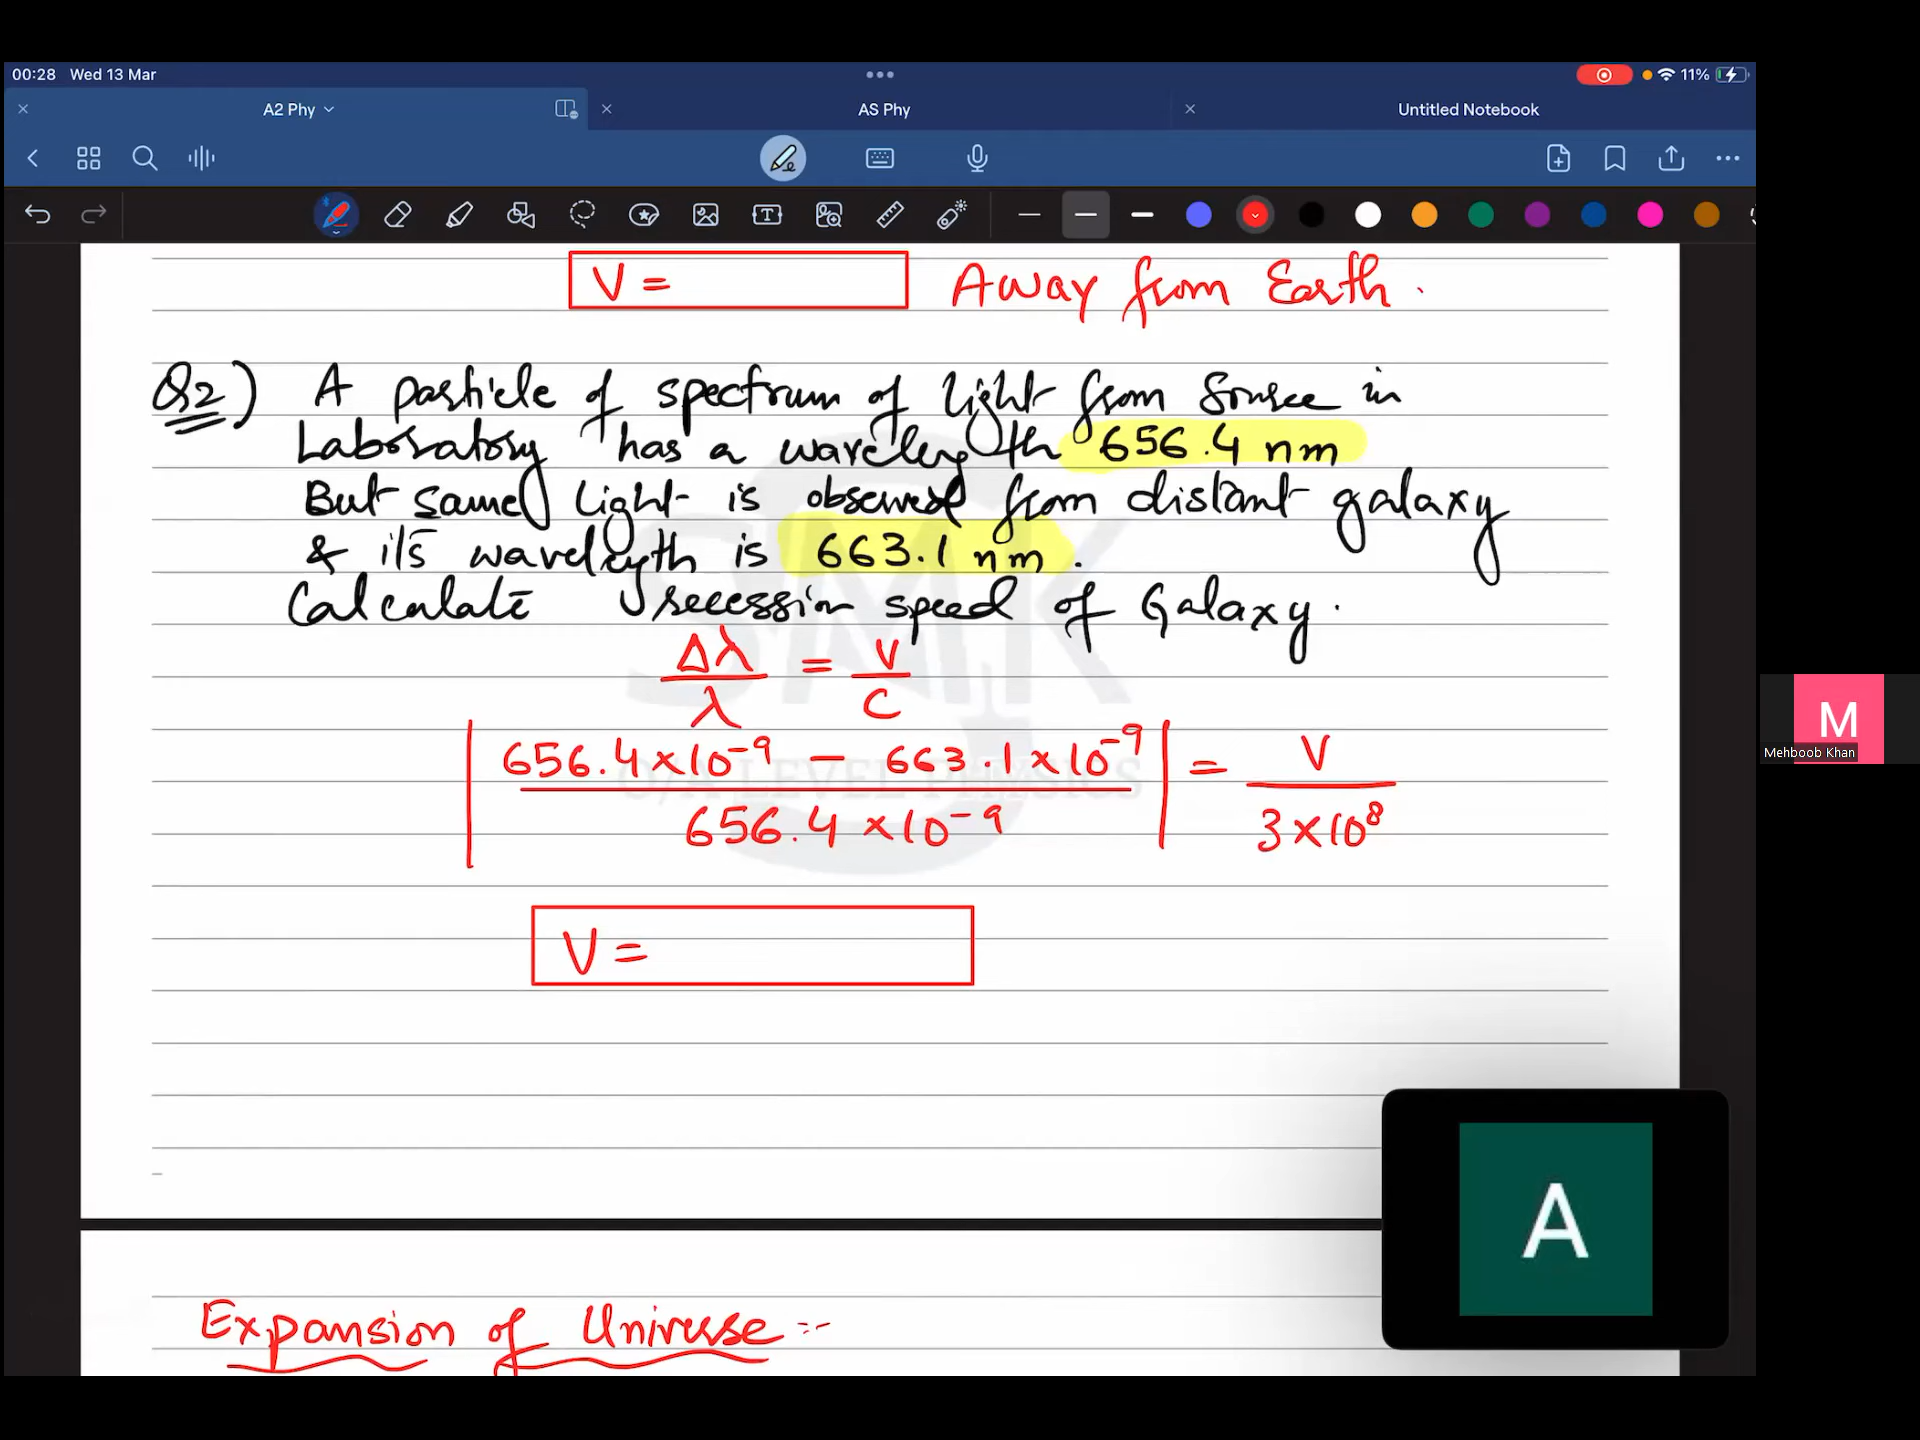 00:28 Wed 13 Mar 11%
A2 Phy AS Phy Untitled Notebook
V = Away from Earth.
Q2) A particle of spectrum of light from source in
Laboratory has a wavelength 656.4 nm
But same light is observed from distant galaxy
& it's wavelength is 663.1 nm.
Calculate recession speed of Galaxy.
Δλ/λ = V/C
| (656.4 x 10⁻⁹ – 663.1 x 10⁻⁹) / (656.4 x 10⁻⁹) | = V / (3 x 10⁸)
V =
SMK
O/A LEVEL PHYSICS
M
Mehboob Khan
A
Expansion of Universe :-